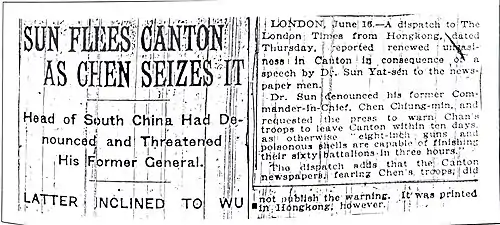 SUN FLEES CANTON
AS CHEN SEIZES IT
Head of South China Had De-
nounced and Threatened
His Former General.
LATTER INCLINED TO WU
LONDON, June 16.—A dispatch to The
London Times from Hongkong, dated
Thursday, reported renewed uneasi-
ness in Canton in consequence of a
speech by Dr. Sun Yat-sen to the news-
paper men.
Dr. Sun denounced his former Com-
mander-in-Chief, Chen Chiung-min, and
requested the press to warn Chan's
troops to leave Canton within ten days,
as otherwise "eight-inch guns and
poisonous shells are capable of finishing
their sixty battalions in three hours."
The dispatch adds that the Canton
newspapers, fearing Chen's troops, did
not publish the warning. It was printed
in Hongkong, however.